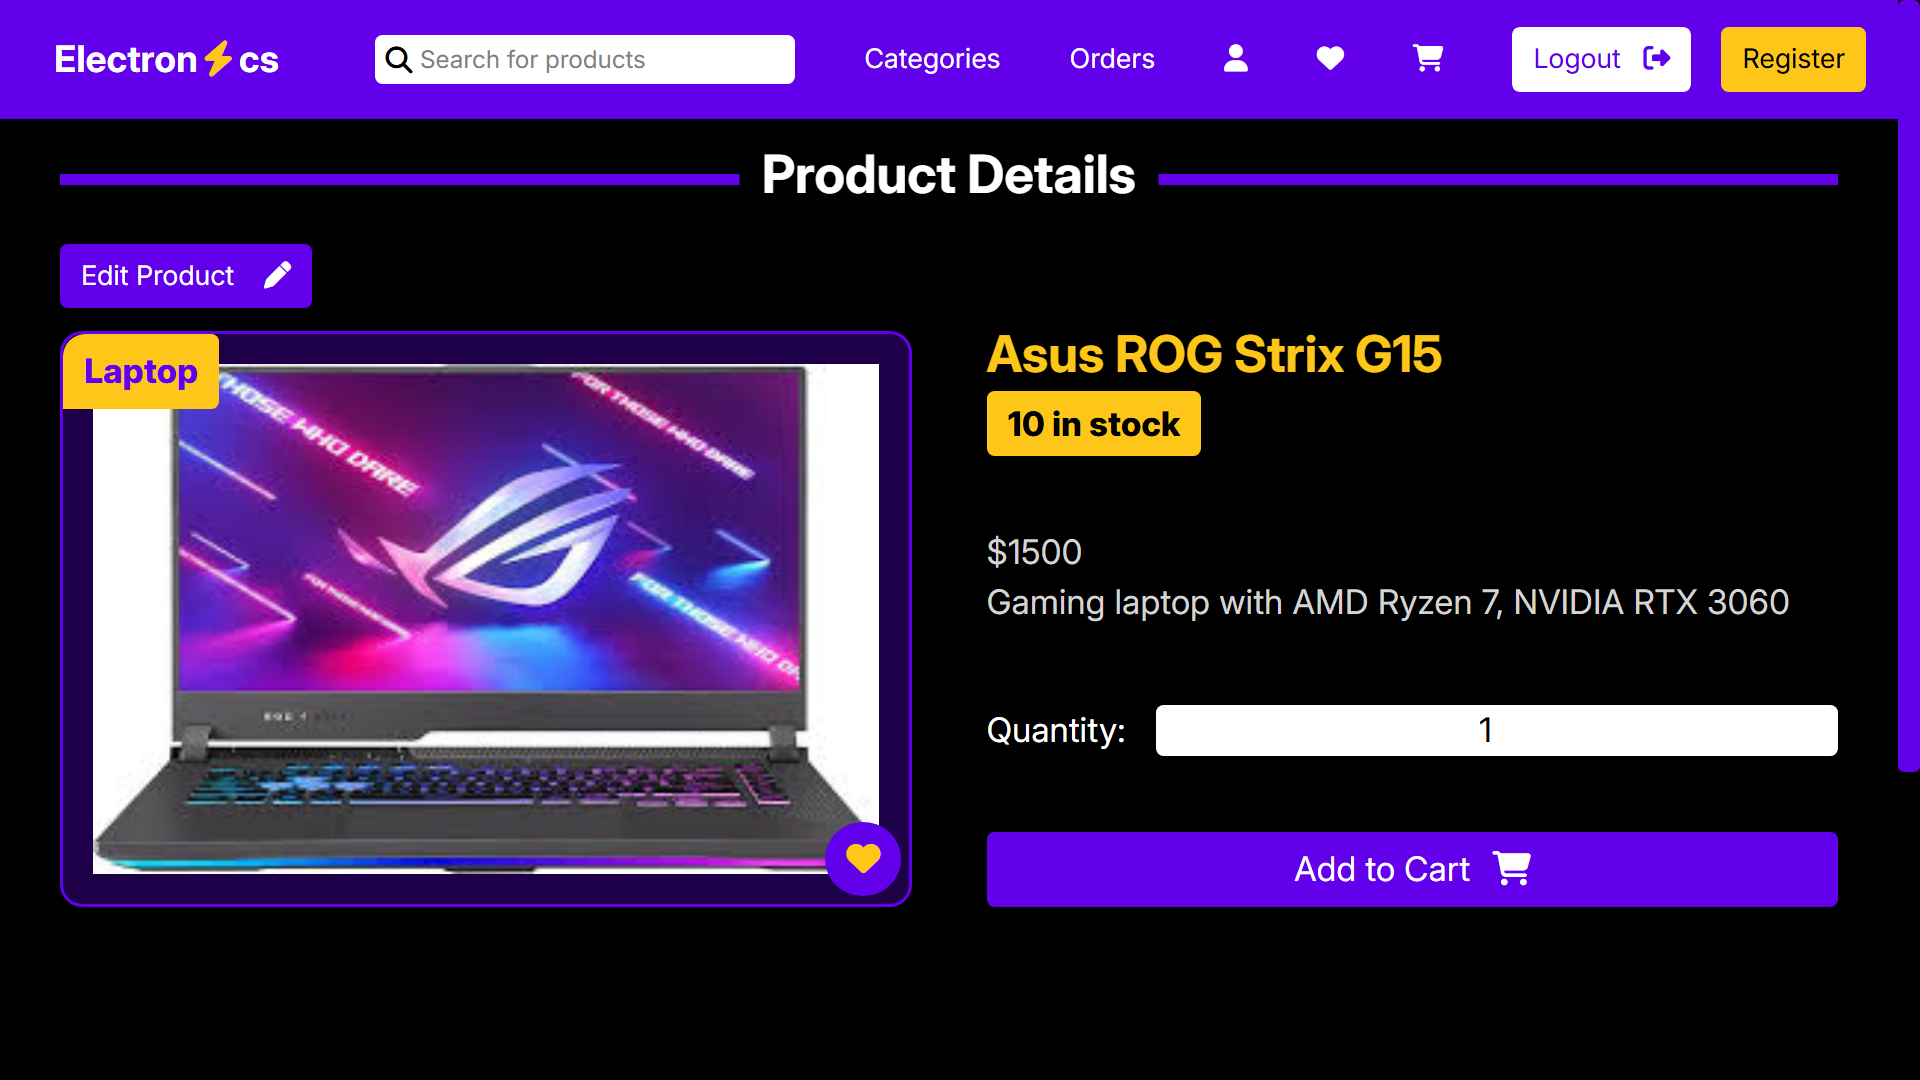 Electron⚡cs
Search for products
Categories
Orders
Logout
Register
Product Details
Edit Product
Laptop
THOSE WHO DARE
FOR THOSE WHO DARE
FOR THOSE WHO
Asus ROG Strix G15
10 in stock
$1500
Gaming laptop with AMD Ryzen 7, NVIDIA RTX 3060
Quantity:
1
Add to Cart